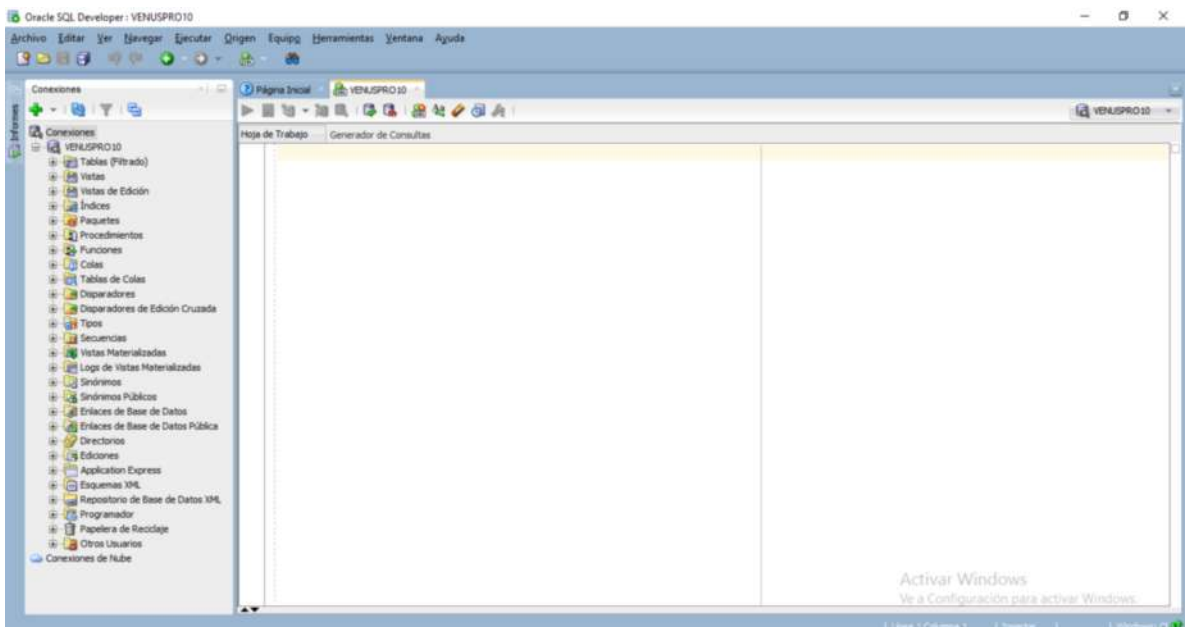 Oracle SQL Developer : VENUSPRO10
Archivo Editar Ver Navegar Ejecutar Origen Equipo Herramientas Ventana Ayuda
Informes
Conexiones
Conexiones
VENUSPRO10
Tablas (Filtrado)
Vistas
Vistas de Edición
Índices
Paquetes
Procedimientos
Funciones
Colas
Tablas de Colas
Disparadores
Disparadores de Edición Cruzada
Tipos
Secuencias
Vistas Materializadas
Logs de Vistas Materializadas
Sinónimos
Sinónimos Públicos
Enlaces de Base de Datos
Enlaces de Base de Datos Pública
Directorios
Ediciones
Application Express
Esquemas XML
Repositorio de Base de Datos XML
Programador
Papelera de Reciclaje
Otros Usuarios
Conexiones de Nube
Página Inicial VENUSPRO10
VENUSPRO10
Hoja de Trabajo Generador de Consultas
Activar Windows
Ve a Configuración para activar Windows.